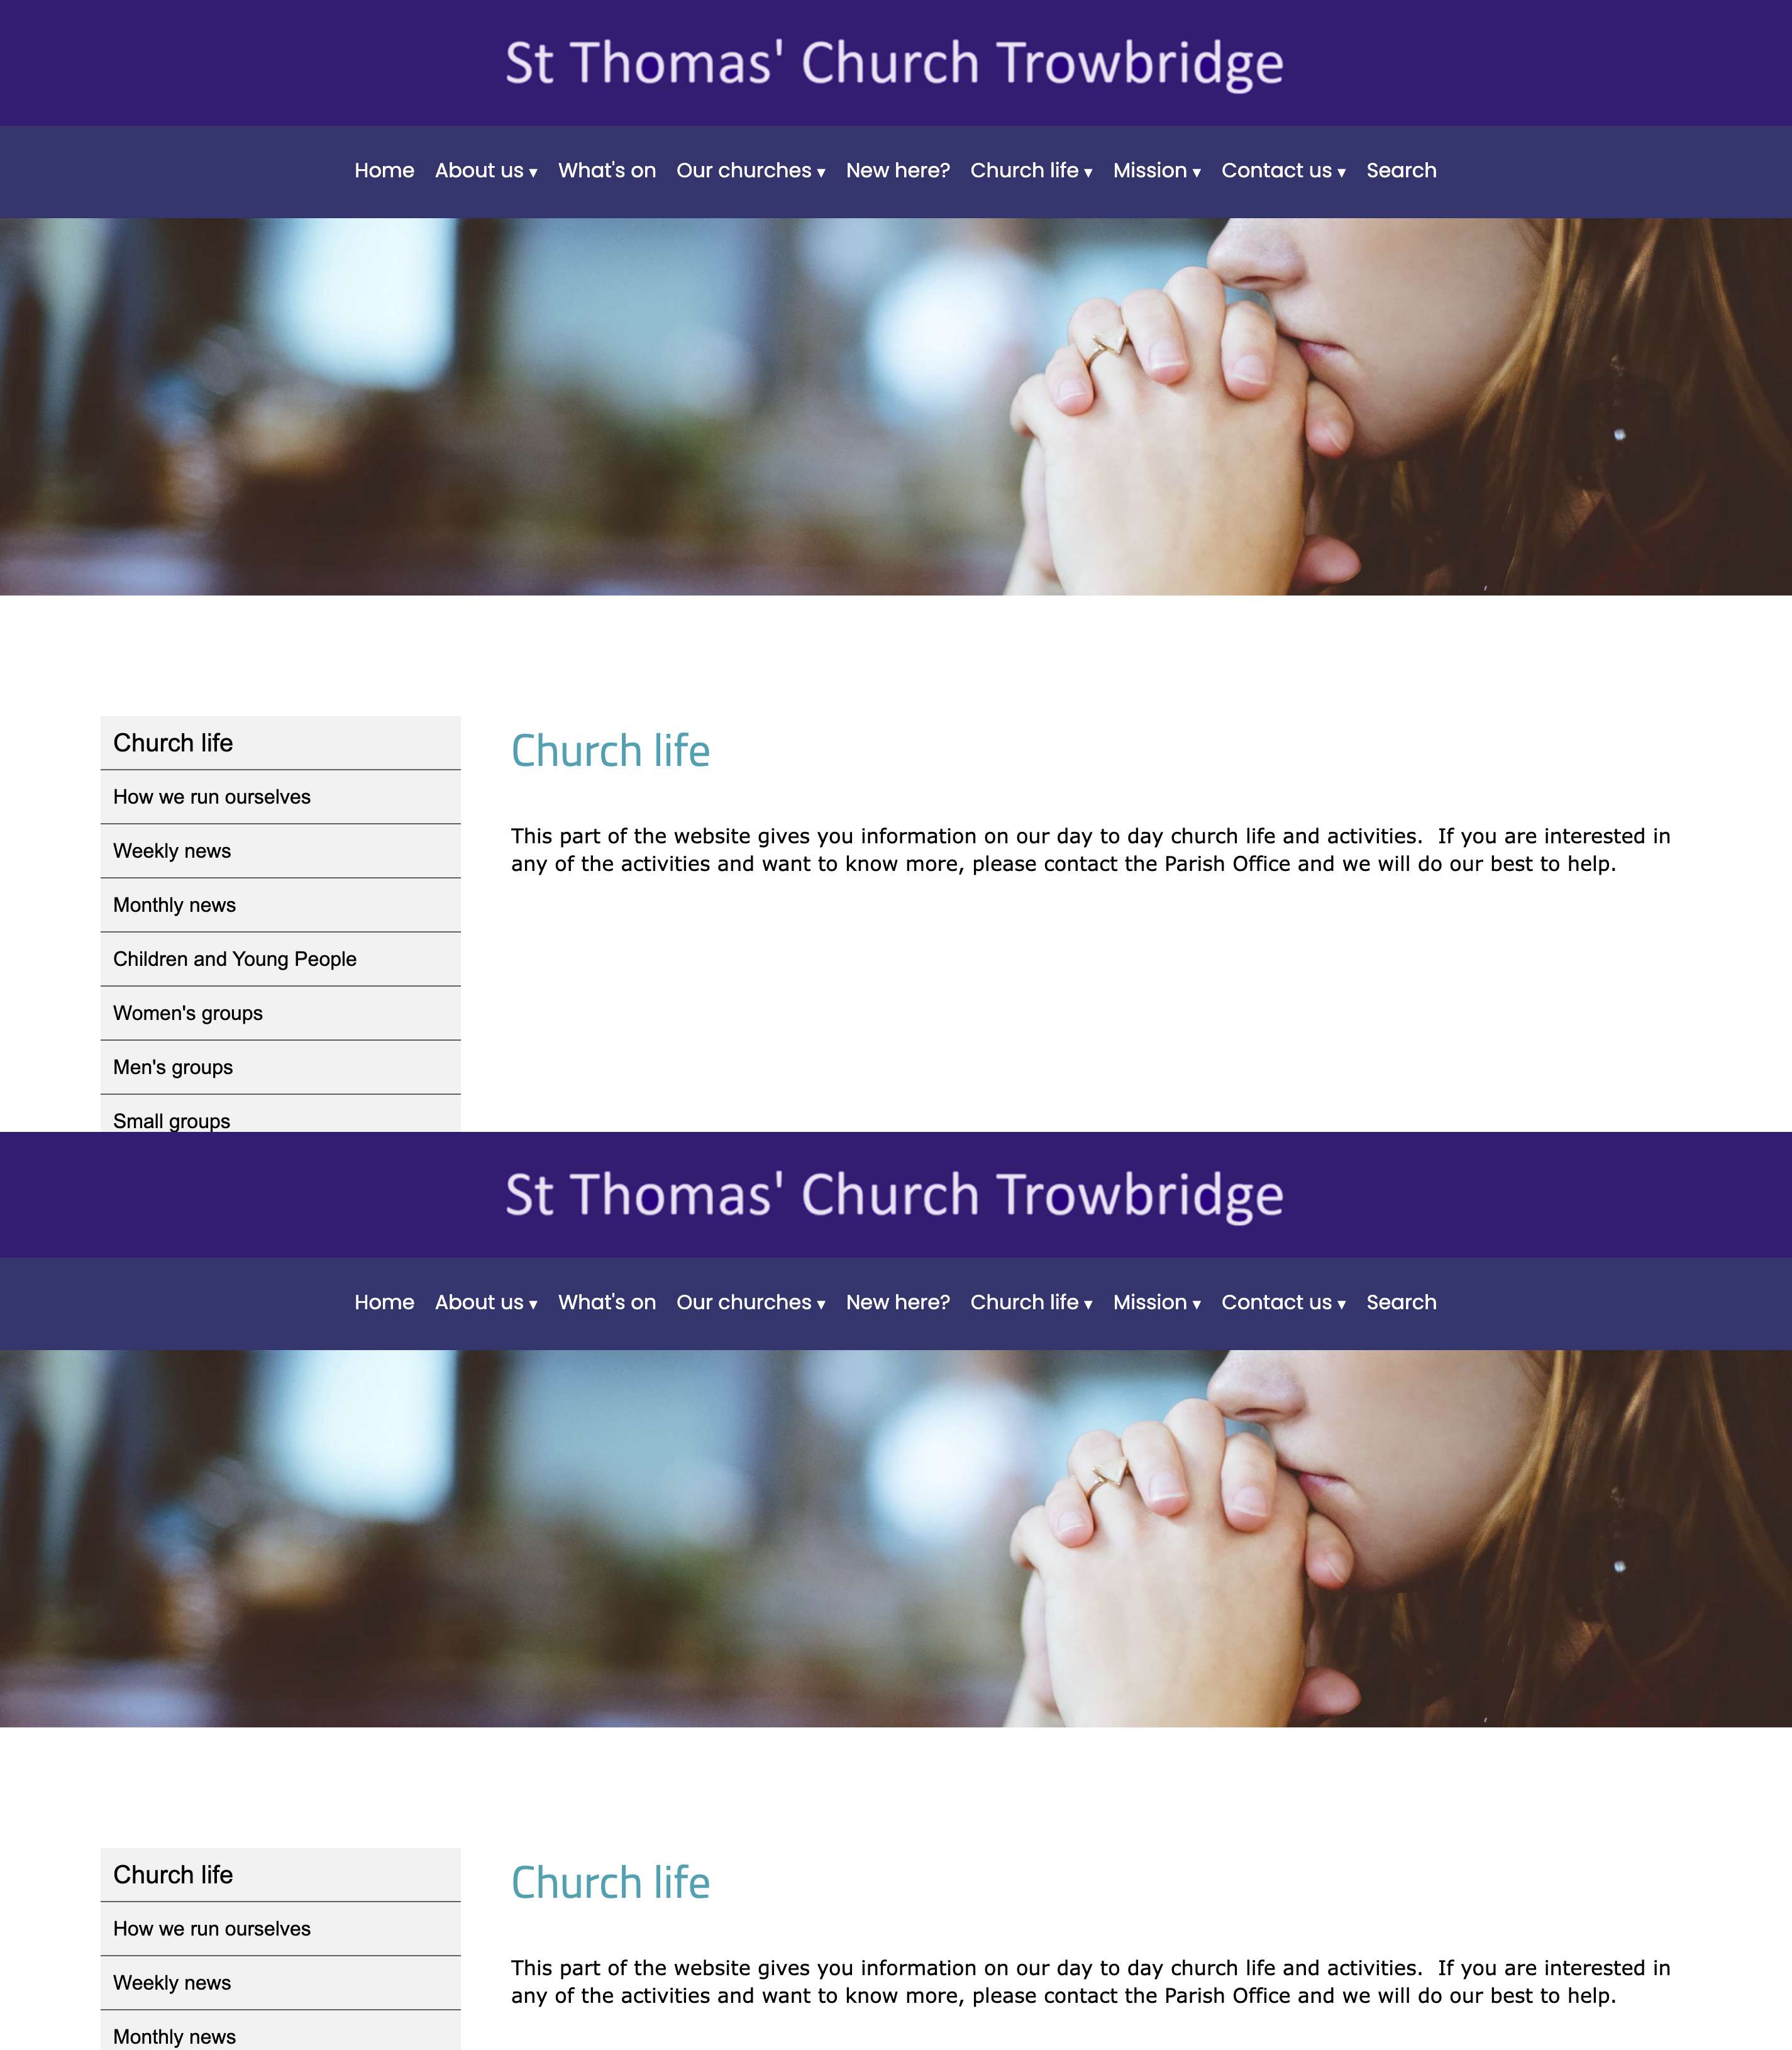 St Thomas' Church Trowbridge
Home About us ▾ What's on Our churches ▾ New here? Church life ▾ Mission ▾ Contact us ▾ Search
Church life
How we run ourselves
Weekly news
Monthly news
Children and Young People
Women's groups
Men's groups
Small groups
Church life
This part of the website gives you information on our day to day church life and activities.  If you are interested in
any of the activities and want to know more, please contact the Parish Office and we will do our best to help.
St Thomas' Church Trowbridge
Home About us ▾ What's on Our churches ▾ New here? Church life ▾ Mission ▾ Contact us ▾ Search
Church life
How we run ourselves
Weekly news
Monthly news
Church life
This part of the website gives you information on our day to day church life and activities.  If you are interested in
any of the activities and want to know more, please contact the Parish Office and we will do our best to help.